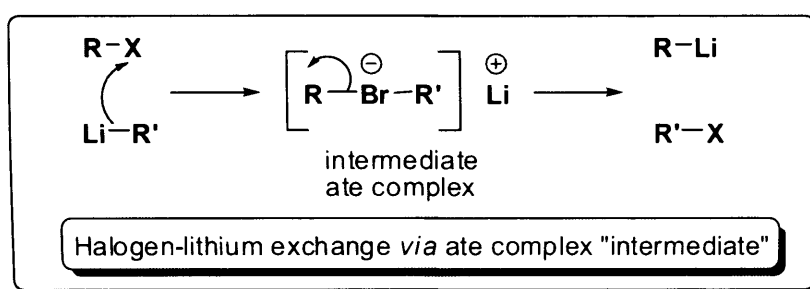 R-X
Li-R'
⊖
R-Br-R'
⊕
Li
intermediate
ate complex
R-Li
R'-X
Halogen-lithium exchange via ate complex "intermediate"